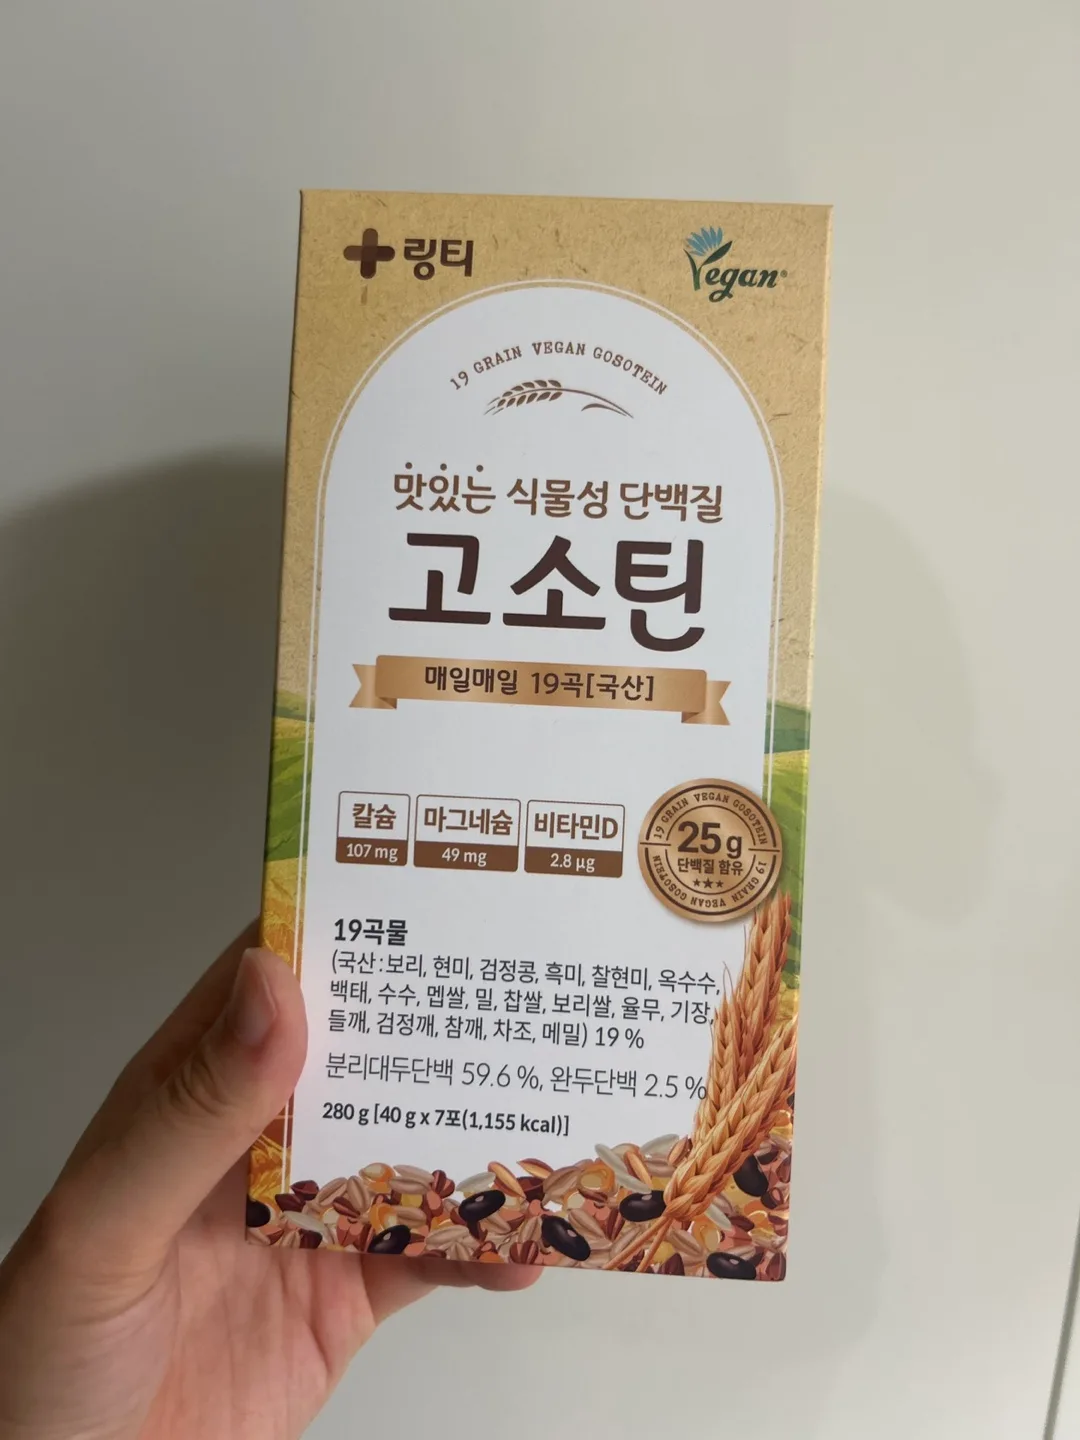 링티
Vegan®
19 GRAIN VEGAN GOSOTEIN
맛있는 식물성 단백질
고소틴
매일매일 19곡[국산]
칼슘
107 mg
마그네슘
49 mg
비타민D
2.8 µg
19 GRAIN VEGAN GOSOTEIN
25 g
단백질 함유
19 GRAIN VEGAN GOSOTEIN
19곡물
(국산:보리, 현미, 검정콩, 흑미, 찰현미, 옥수수,
백태, 수수, 멥쌀, 밀, 찹쌀, 보리쌀, 율무, 기장,
들깨, 검정깨, 참깨, 차조, 메밀) 19 %
분리대두단백 59.6 %, 완두단백 2.5 %
280 g [40 g x 7포(1,155 kcal)]